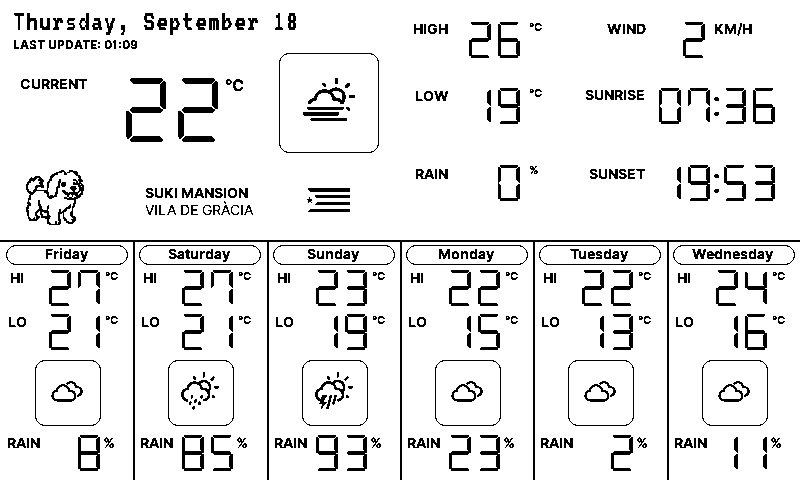 Thursday, September 18
LAST UPDATE: 01:09
CURRENT 22 °C
HIGH 26 °C
WIND 2 KM/H
LOW 19 °C
SUNRISE 07:36
RAIN 0 %
SUNSET 19:53
SUKI MANSION
VILA DE GRÀCIA
Friday
HI 27 °C
LO 21 °C
RAIN 8 %
Saturday
HI 27 °C
LO 21 °C
RAIN 85 %
Sunday
HI 23 °C
LO 19 °C
RAIN 93 %
Monday
HI 22 °C
LO 15 °C
RAIN 23 %
Tuesday
HI 22 °C
LO 13 °C
RAIN 2 %
Wednesday
HI 24 °C
LO 16 °C
RAIN 11 %